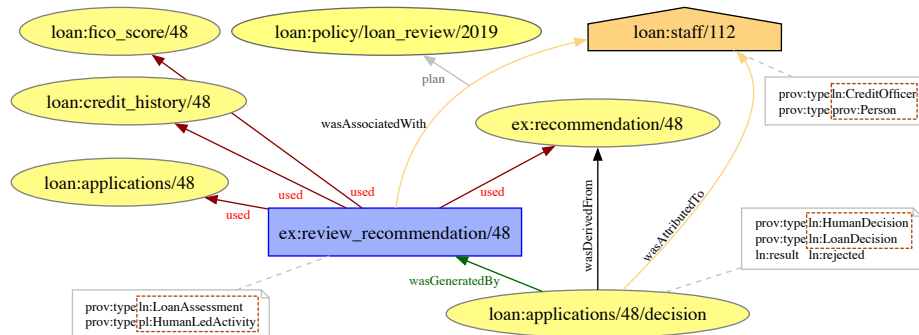 loan:fico_score/48
loan:policy/loan_review/2019
loan:staff/112
plan
prov:type ln:CreditOfficer
prov:type prov:Person
loan:credit_history/48
wasAssociatedWith
ex:recommendation/48
loan:applications/48
used
used
used
used
wasDerivedFrom
wasAttributedTo
ex:review_recommendation/48
prov:type ln:HumanDecision
prov:type ln:LoanDecision
ln:result ln:rejected
wasGeneratedBy
prov:type ln:LoanAssessment
prov:type pl:HumanLedActivity
loan:applications/48/decision